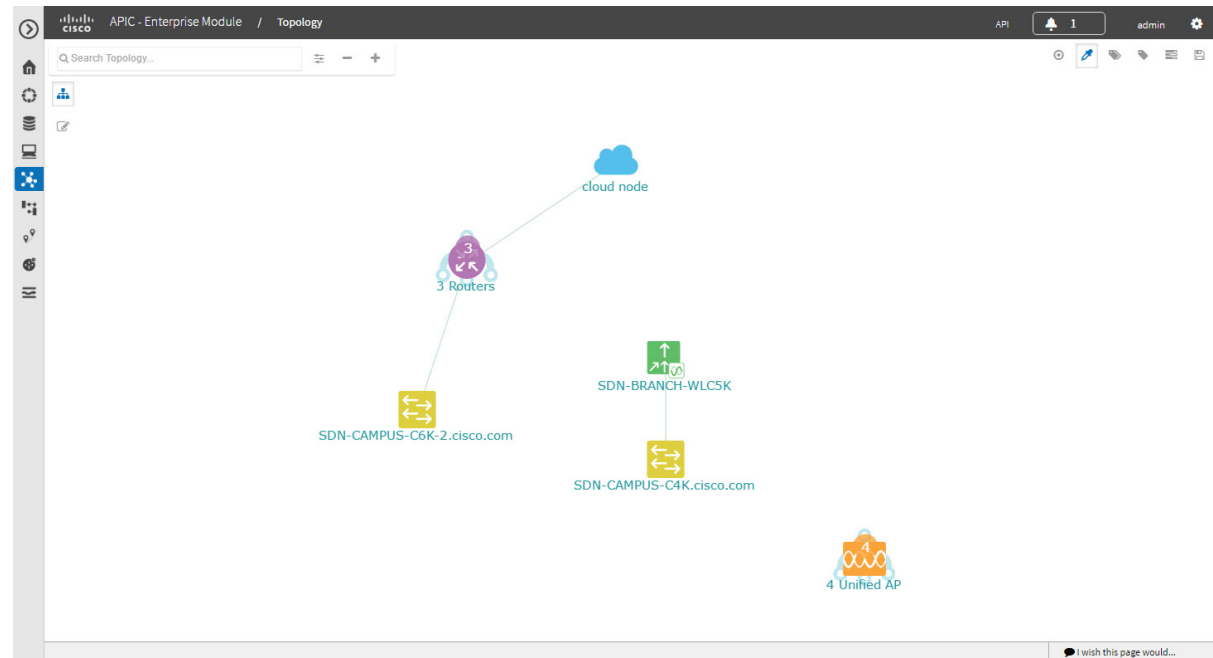 CISCO APIC - Enterprise Module / Topology API 1 admin
Search Topology...
cloud node
3
3 Routers
SDN-BRANCH-WLC5K
SDN-CAMPUS-C6K-2.cisco.com
SDN-CAMPUS-C4K.cisco.com
4
4 Unified AP
I wish this page would...